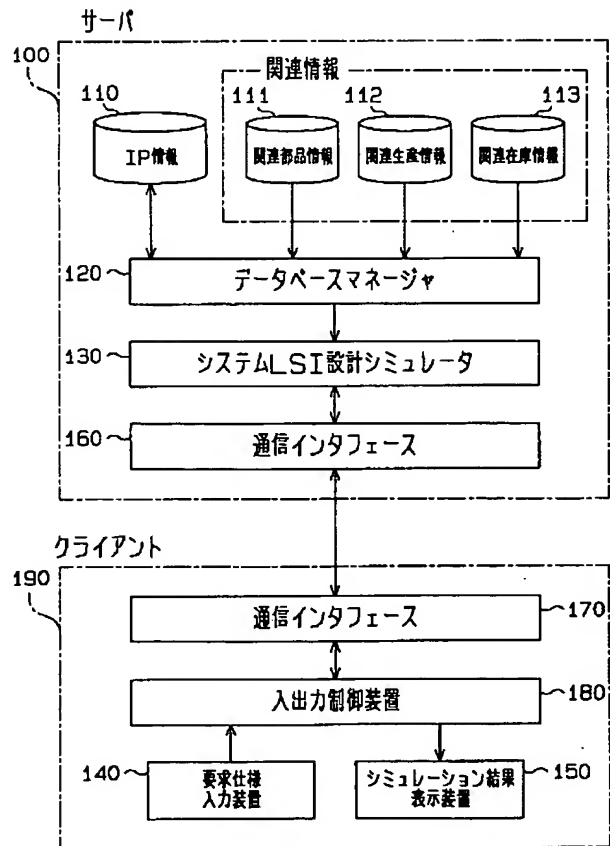 サーバ
100
関連情報
110
111
112
113
IP情報
関連部品情報
関連生産情報
関連在庫情報
120
データベースマネージャ
130
システムLSI設計シミュレータ
160
通信インタフェース
クライアント
190
通信インタフェース
170
入出力制御装置
180
140
要求仕様
入力装置
シミュレーション結果
表示装置
150